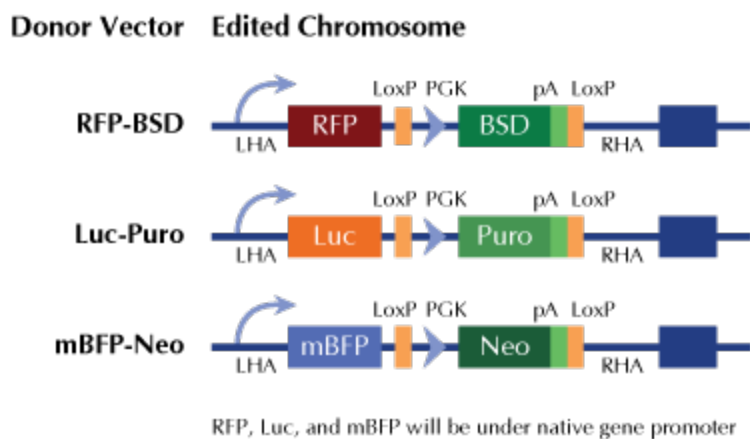 Donor Vector Edited Chromosome
LoxP PGK pA LoxP
RFP-BSD RFP BSD
LHA RHA
LoxP PGK pA LoxP
Luc-Puro Luc Puro
LHA RHA
LoxP PGK pA LoxP
mBFP-Neo mBFP Neo
LHA RHA
RFP, Luc, and mBFP will be under native gene promoter